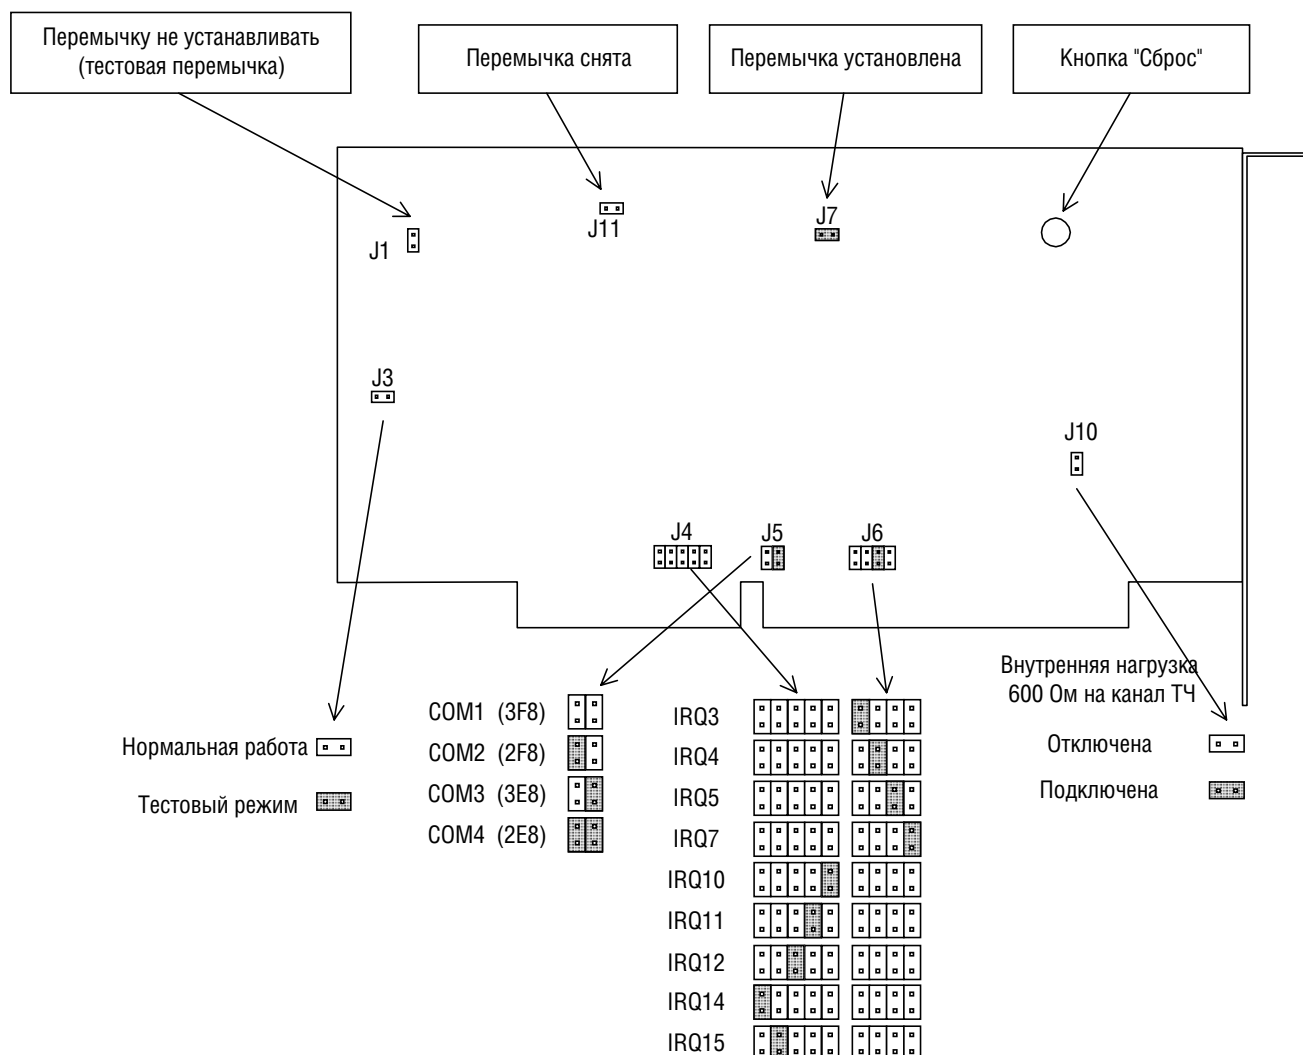 Перемычку не устанавливать
(тестовая перемычка)
Перемычка снята
Перемычка установлена
Кнопка "Сброс"
J1
J11
J7
J3
J10
J4
J5
J6
Внутренняя нагрузка
600 Ом на канал ТЧ
Отключена
Подключена
Нормальная работа
Тестовый режим
COM1 (3F8)
COM2 (2F8)
COM3 (3E8)
COM4 (2E8)
IRQ3
IRQ4
IRQ5
IRQ7
IRQ10
IRQ11
IRQ12
IRQ14
IRQ15